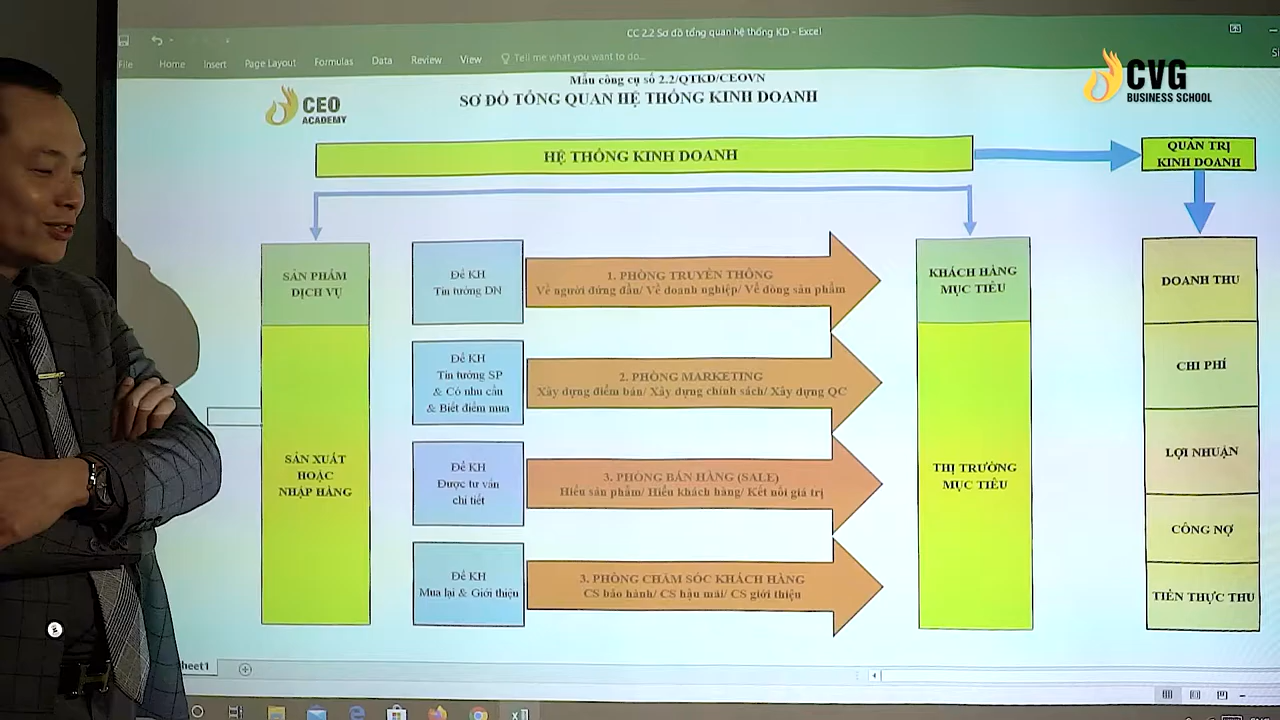 CC 2.2 Sơ đồ tổng quan hệ thống KD - Excel
File Home Insert Page Layout Formulas Data Review View Tell me what you want to do...
Mẫu công cụ số 2.2/QTKD/CEOVN
SƠ ĐỒ TỔNG QUAN HỆ THỐNG KINH DOANH
CEO
ACADEMY
CVG
BUSINESS SCHOOL
HỆ THỐNG KINH DOANH
QUẢN TRỊ
KINH DOANH
SẢN PHẨM
DỊCH VỤ
SẢN XUẤT
HOẶC
NHẬP HÀNG
Để KH
Tin tưởng DN
1. PHÒNG TRUYỀN THÔNG
Về người đứng đầu/ Về doanh nghiệp/ Về dòng sản phẩm
Để KH
Tin tưởng SP
& Có nhu cầu
& Biết điểm mua
2. PHÒNG MARKETING
Xây dựng điểm bán/ Xây dựng chính sách/ Xây dựng QC
Để KH
Được tư vấn
chi tiết
3. PHÒNG BÁN HÀNG (SALE)
Hiểu sản phẩm/ Hiểu khách hàng/ Kết nối giá trị
Để KH
Mua lại & Giới thiệu
3. PHÒNG CHĂM SÓC KHÁCH HÀNG
CS bảo hành/ CS hậu mãi/ CS giới thiệu
KHÁCH HÀNG
MỤC TIÊU
THỊ TRƯỜNG
MỤC TIÊU
DOANH THU
CHI PHÍ
LỢI NHUẬN
CÔNG NỢ
TIỀN THỰC THU
heet1